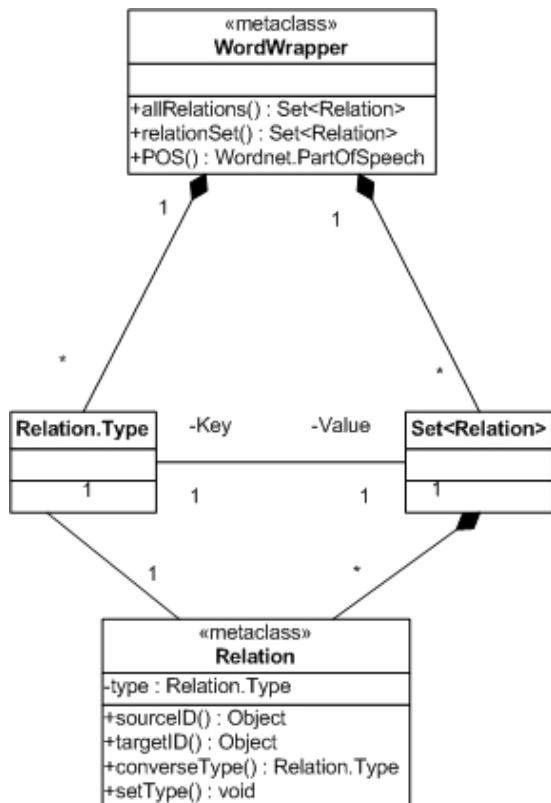 «metaclass»
WordWrapper
+allRelations() : Set<Relation>
+relationSet() : Set<Relation>
+POS() : Wordnet.PartOfSpeech
1
1
*
*
Relation.Type
-Key
-Value
Set<Relation>
1
1
1
1
1
*
«metaclass»
Relation
-type : Relation.Type
+sourceID() : Object
+targetID() : Object
+converseType() : Relation.Type
+setType() : void